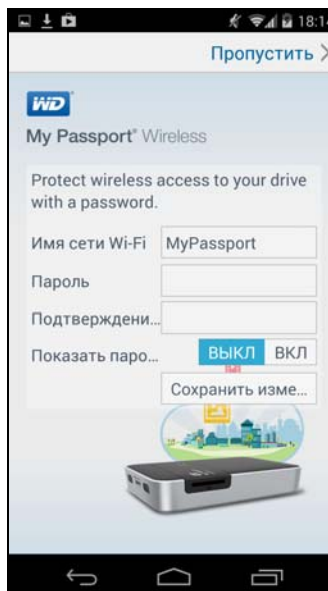 18:14
Пропустить
WD
My Passport® Wireless
Protect wireless access to your drive
with a password.
Имя сети Wi-Fi MyPassport
Пароль
Подтверждени...
Показать паро... ВЫКЛ ВКЛ
Сохранить изме...